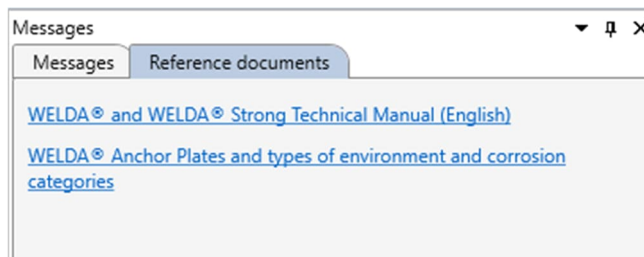 Messages
Messages
Reference documents
WELDA® and WELDA® Strong Technical Manual (English)
WELDA® Anchor Plates and types of environment and corrosion
categories